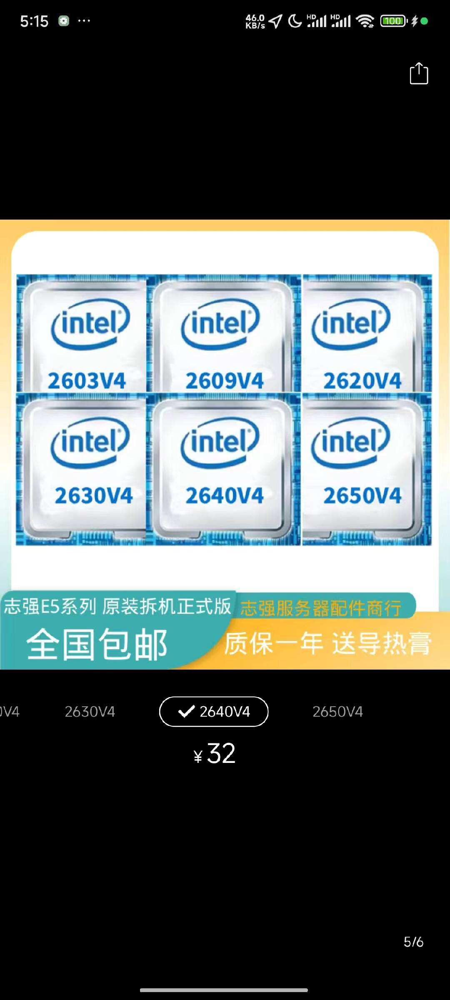 5:15
46.0 KB/s
HD
HD
100
intel
intel
intel
2603V4
2609V4
2620V4
intel
intel
intel
2630V4
2640V4
2650V4
志强E5系列 原装拆机正式版
志强服务器配件商行
全国包邮
质保一年 送导热膏
0V4
2630V4
2640V4
2650V4
¥32
5/6